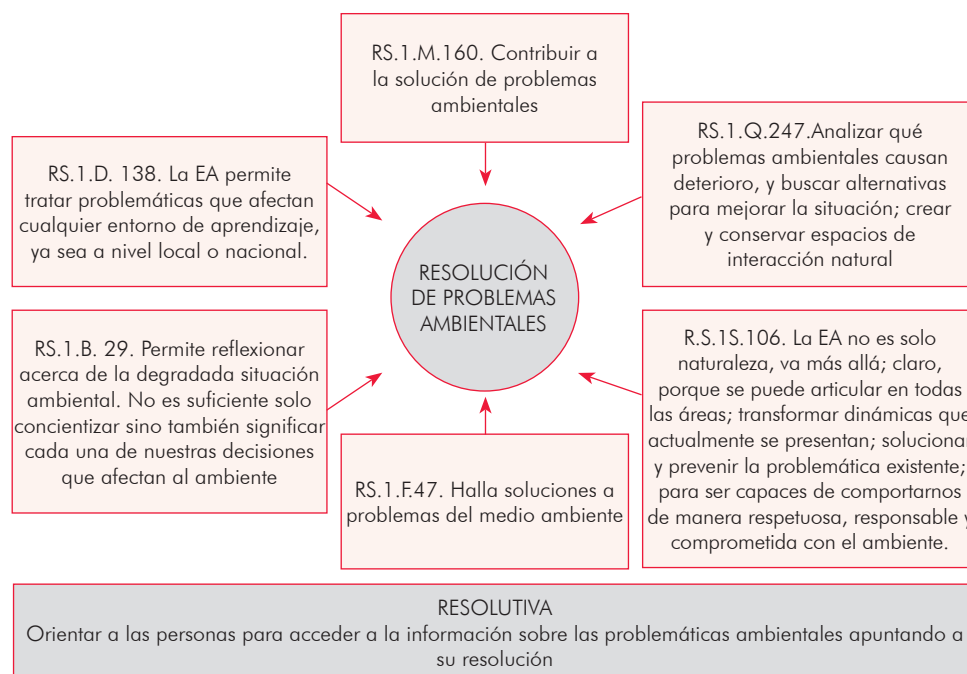 RS.1.M.160. Contribuir a
la solución de problemas
ambientales
RS.1.D. 138. La EA permite
tratar problemáticas que afectan
cualquier entorno de aprendizaje,
ya sea a nivel local o nacional.
RS.1.Q.247.Analizar qué
problemas ambientales causan
deterioro, y buscar alternativas
para mejorar la situación; crear
y conservar espacios de
interacción natural
RESOLUCIÓN
DE PROBLEMAS
AMBIENTALES
RS.1.B. 29. Permite reflexionar
acerca de la degradada situación
ambiental. No es suficiente solo
concientizar sino también significar
cada una de nuestras decisiones
que afectan al ambiente
RS.1.F.47. Halla soluciones a
problemas del medio ambiente
R.S.1S.106. La EA no es solo
naturaleza, va más allá; claro,
porque se puede articular en todas
las áreas; transformar dinámicas que
actualmente se presentan; solucionar
y prevenir la problemática existente;
para ser capaces de comportarnos
de manera respetuosa, responsable y
comprometida con el ambiente.
RESOLUTIVA
Orientar a las personas para acceder a la información sobre las problemáticas ambientales apuntando a
su resolución